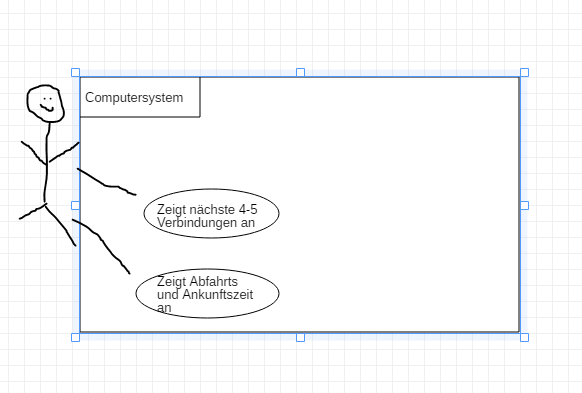 Computersystem
Zeigt nächste 4-5
Verbindungen an
Zeigt Abfahrts
und Ankunftszeit
an